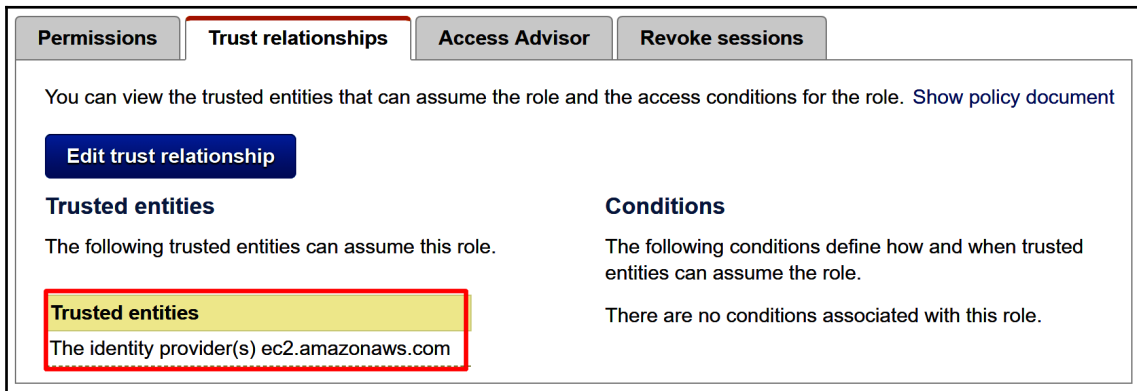 Permissions
Trust relationships
Access Advisor
Revoke sessions
You can view the trusted entities that can assume the role and the access conditions for the role. Show policy document
Edit trust relationship
Trusted entities
The following trusted entities can assume this role.
Trusted entities
The identity provider(s) ec2.amazonaws.com
Conditions
The following conditions define how and when trusted
entities can assume the role.
There are no conditions associated with this role.